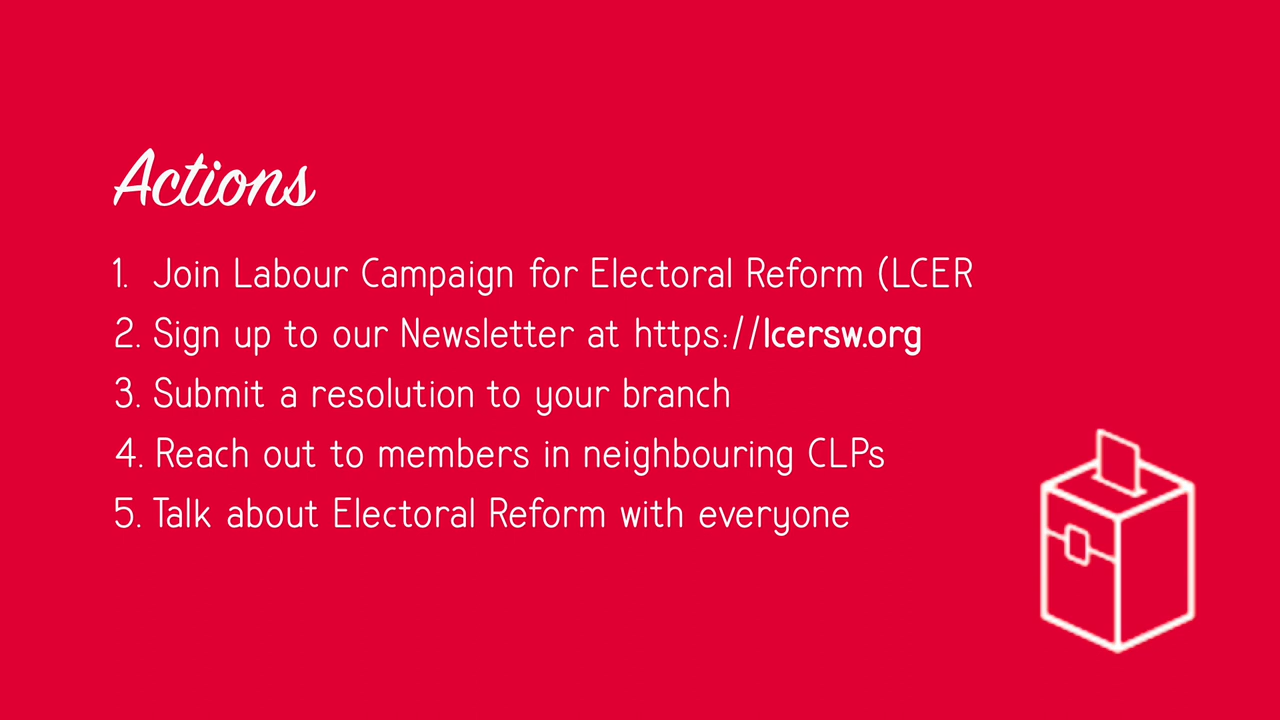 Actions
1. Join Labour Campaign for Electoral Reform (LCER
2. Sign up to our Newsletter at https://lcersw.org
3. Submit a resolution to your branch
4. Reach out to members in neighbouring CLPs
5. Talk about Electoral Reform with everyone